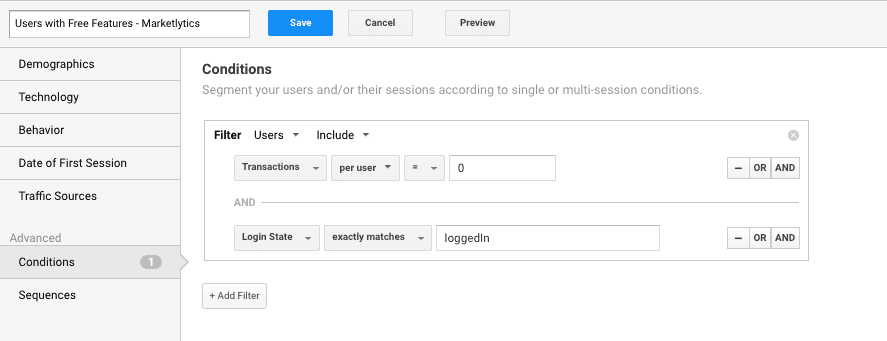 Users with Free Features - Marketlytics
Save
Cancel
Preview
Demographics
Technology
Behavior
Date of First Session
Traffic Sources
Advanced
Conditions 1
Sequences
Conditions
Segment your users and/or their sessions according to single or multi-session conditions.
Filter Users Include
Transactions per user = 0 – OR AND
AND
Login State exactly matches loggedIn – OR AND
+ Add Filter